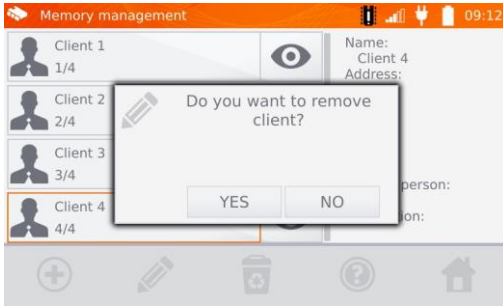 Memory management
09:12
Client 1
1/4
Client 2
2/4
Client 3
3/4
Client 4
4/4
Name:
Client 4
Address:
person:
Do you want to remove
client?
YES
NO